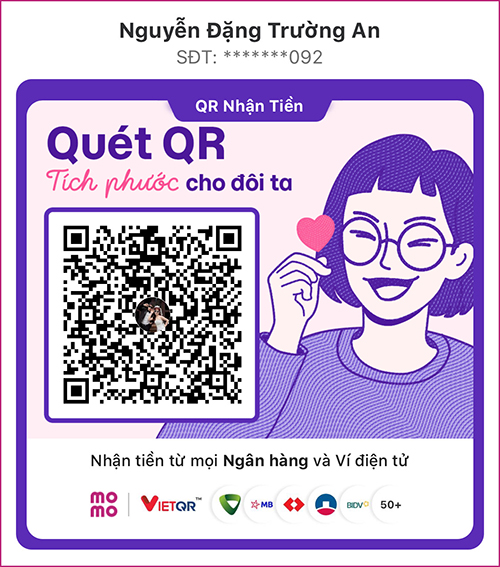 Nguyễn Đặng Trường An
SĐT: *******092
QR Nhận Tiền
Quét QR
Tích phước cho đôi ta
Nhận tiền từ mọi Ngân hàng và Ví điện tử
mo mo VIETQR™ MB BIDV 50+